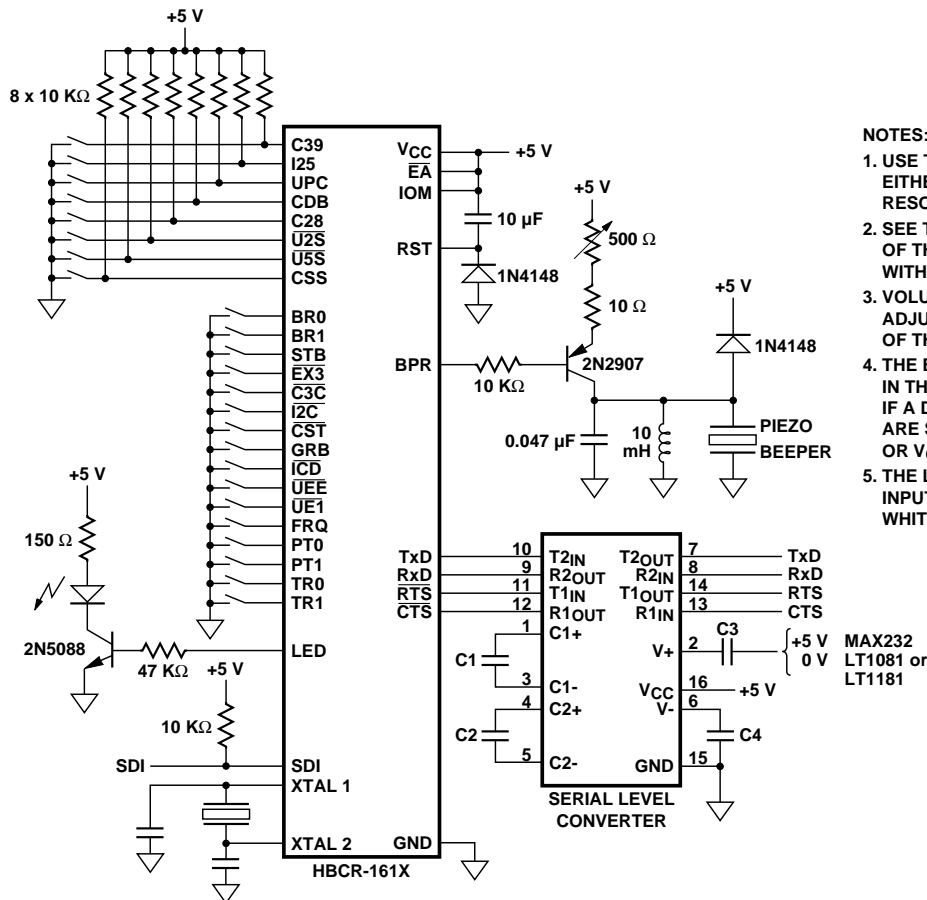 +5 V
8 x 10 KΩ
C39
I25
UPC
CDB
C28
U2S
U5S
CSS
BR0
BR1
STB
EX3
C3C
I2C
CST
GRB
ICD
UEE
UE1
FRQ
PT0
PT1
TR0
TR1
LED
SDI
XTAL 1
XTAL 2
VCC
EA
IOM
RST
BPR
TxD
RxD
RTS
CTS
GND
HBCR-161X
+5 V
10 µF
1N4148
+5 V
500 Ω
10 Ω
2N2907
10 KΩ
+5 V
1N4148
0.047 µF
10
mH
PIEZO
BEEPER
+5 V
150 Ω
2N5088
47 KΩ
+5 V
10 KΩ
SDI
10
9
11
12
1
3
4
5
C1
C2
T2IN
R2OUT
T1IN
R1OUT
C1+
C1-
C2+
C2-
T2OUT
R2IN
T1OUT
R1IN
V+
VCC
V-
GND
7
8
14
13
2
16
6
15
TxD
RxD
RTS
CTS
C3
+5 V MAX232
0 V LT1081 or
LT1181
+5 V
C4
SERIAL LEVEL
CONVERTER
NOTES:
1. USE
EITHE
RESO
2. SEE T
OF TH
WITH
3. VOLU
ADJU
OF TH
4. THE
IN TH
IF A D
ARE S
OR
5. THE L
INPUT
WHIT